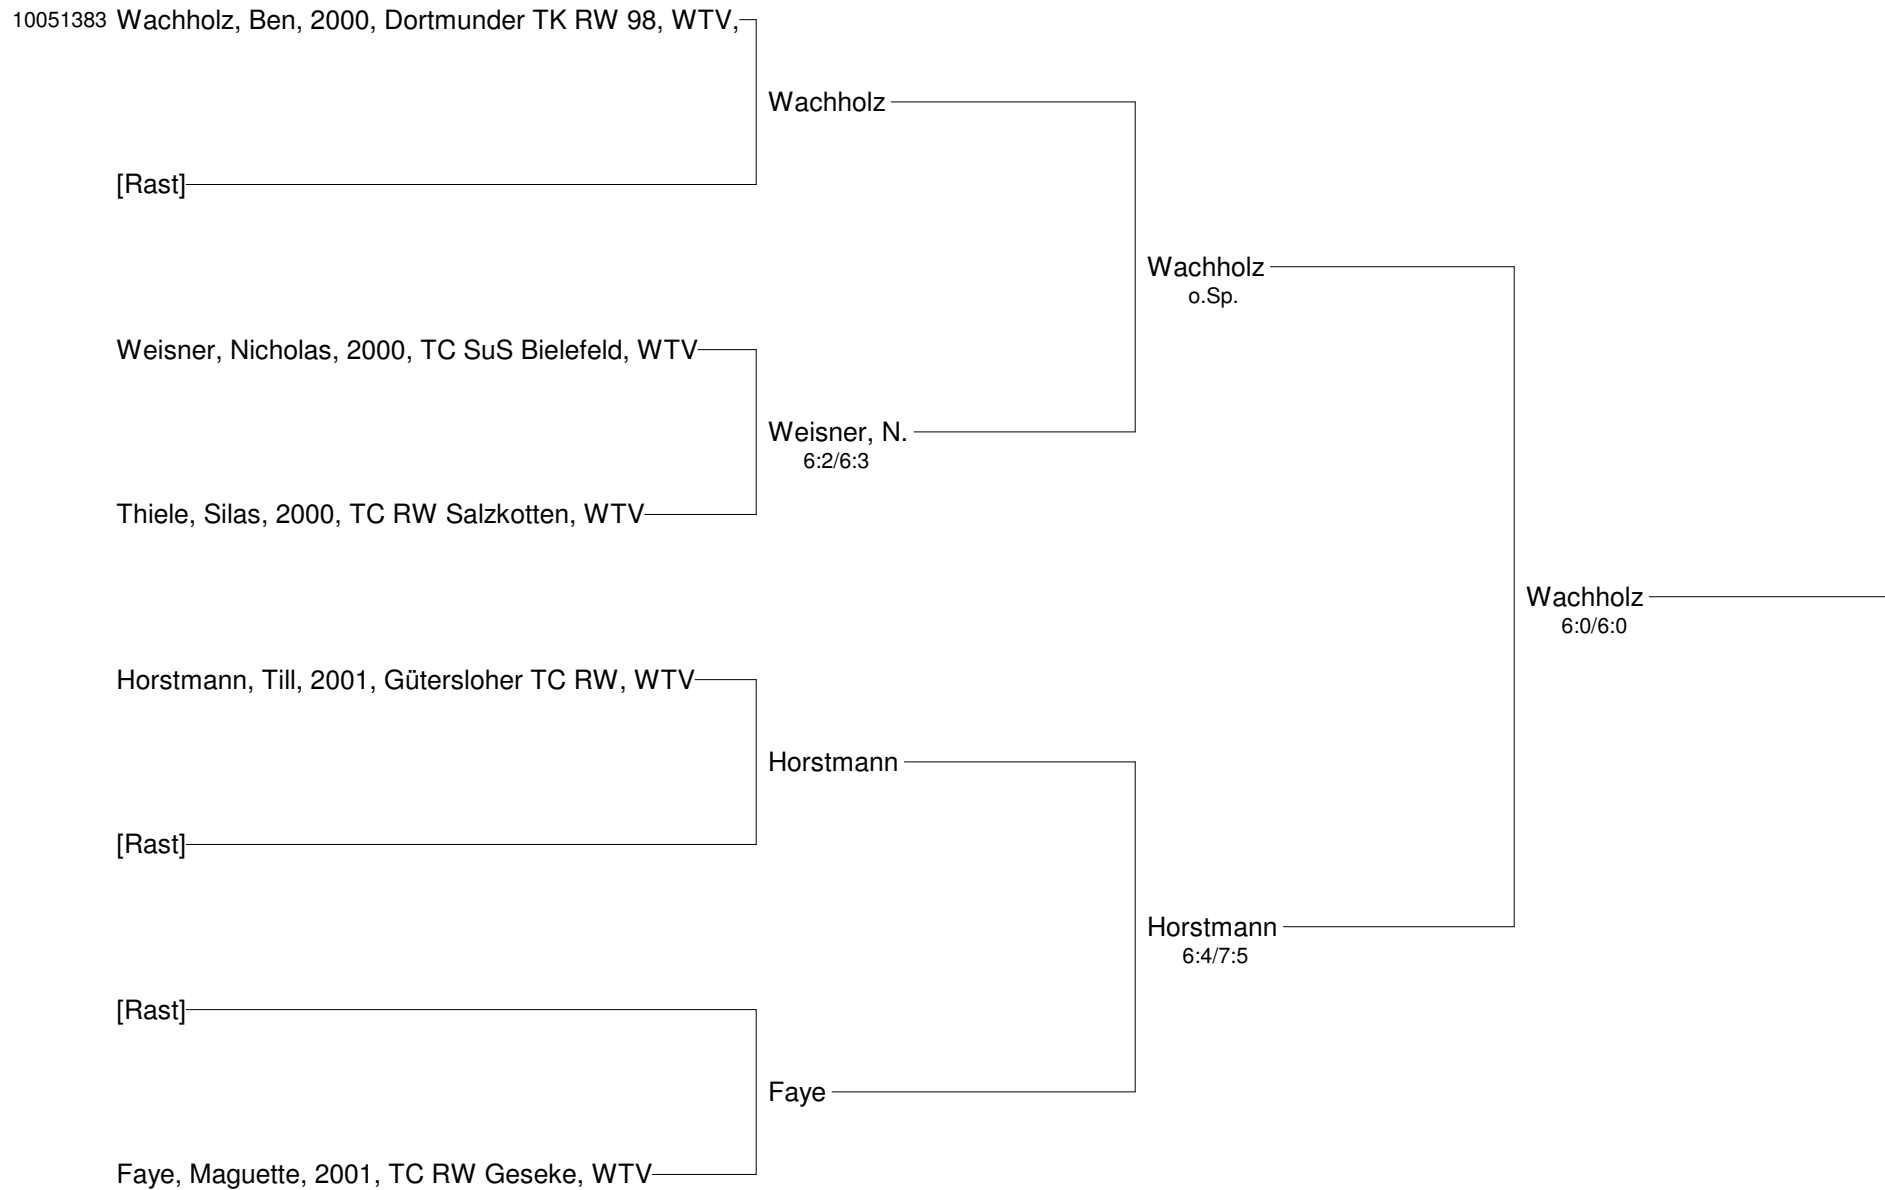 10051383 Wachholz, Ben, 2000, Dortmunder TK RW 98, WTV,
Wachholz
[Rast]
Wachholz
o.Sp.
Weisner, Nicholas, 2000, TC SuS Bielefeld, WTV
Weisner, N.
6:2/6:3
Thiele, Silas, 2000, TC RW Salzkotten, WTV
Wachholz
6:0/6:0
Horstmann, Till, 2001, Gütersloher TC RW, WTV
Horstmann
[Rast]
Horstmann
6:4/7:5
[Rast]
Faye
Faye, Maguette, 2001, TC RW Geseke, WTV